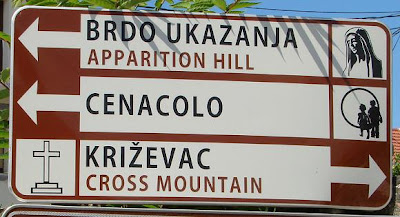 BRDO UKAZANJA
APPARITION HILL
CENACOLO
KRIŽEVAC
CROSS MOUNTAIN